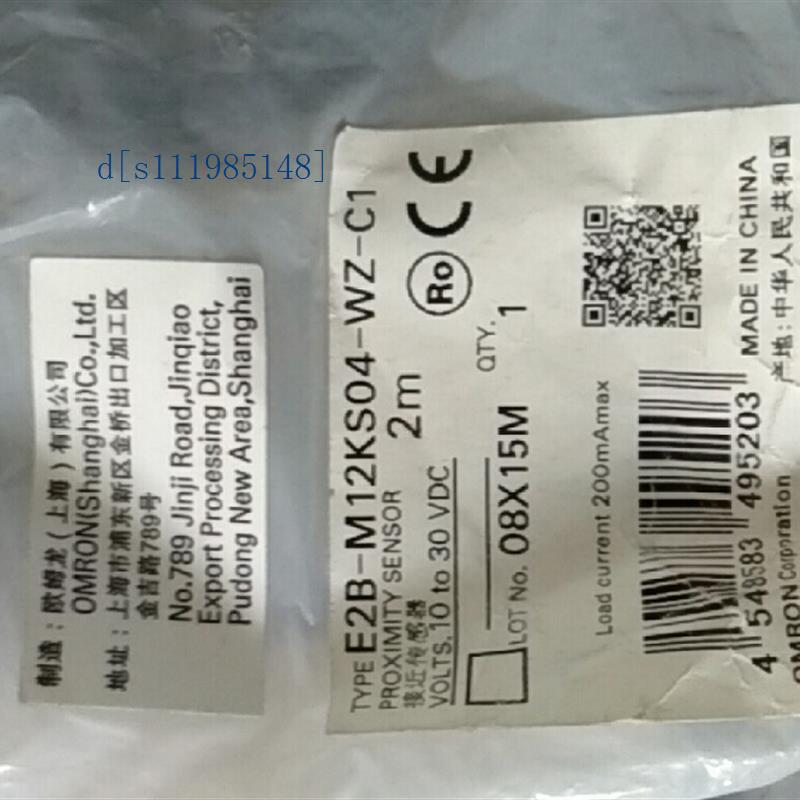 d[s111985148]
制造：欧姆龙（上海）有限公司
OMRON(Shanghai)Co.,Ltd.
地址：上海市浦东新区金桥出口加工区
金吉路789号
No.789 Jinji Road,Jinqiao
Export Processing District,
Pudong New Area,Shanghai
TYPE E2B-M12KS04-WZ-C1
PROXIMITY SENSOR 2m
接近传感器
VOLTS. 10 to 30 VDC
Ro CE
QTY. 1
LOT No. 08X15M
Load current 200mAmax
4 548583 495203
MADE IN CHINA
产地:中华人民共和国
OMRON Corporation